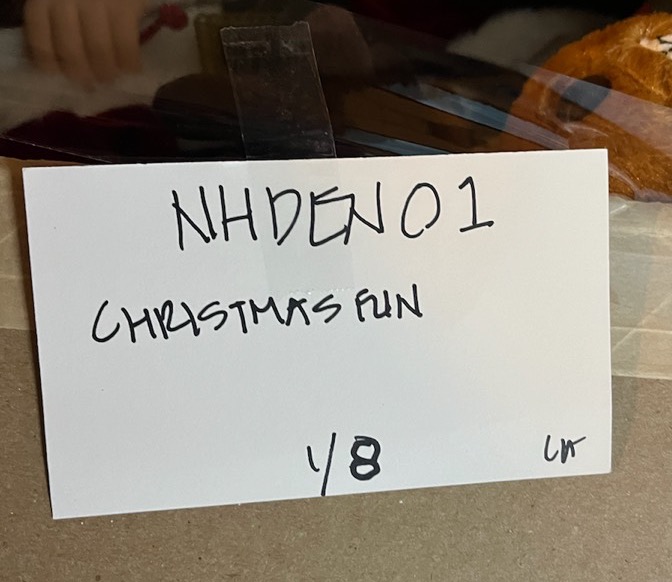 NHDEN01
CHRISTMAS FUN
1/8